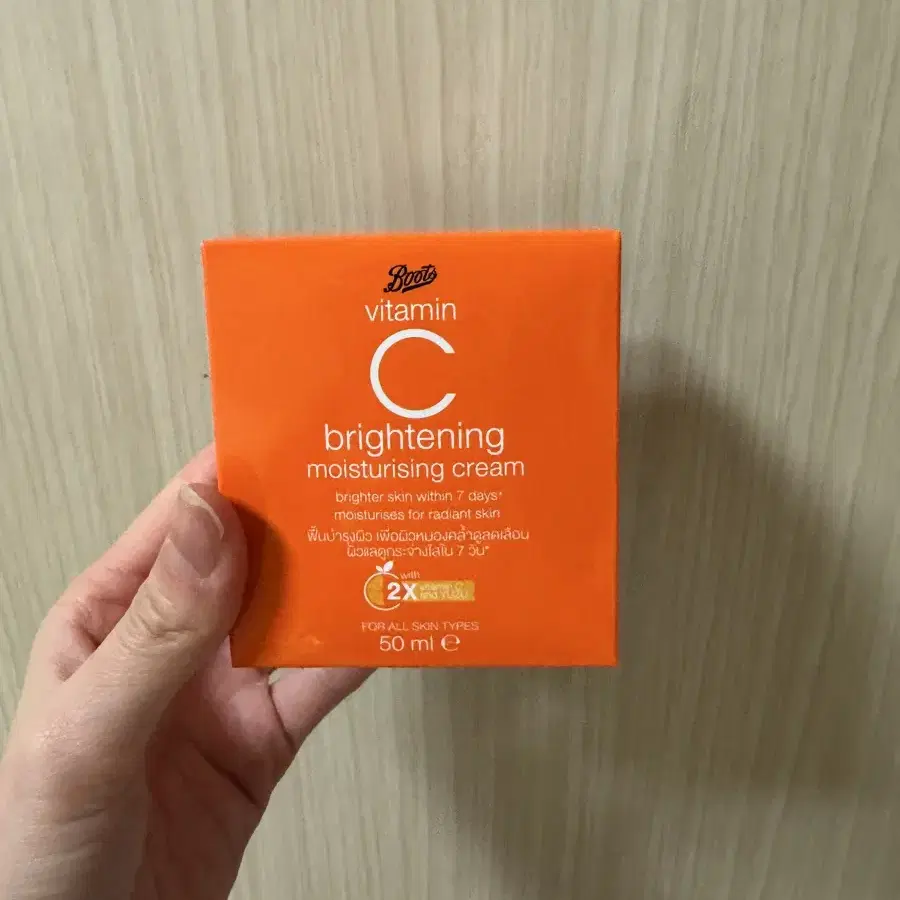 Boots
vitamin
C
brightening
moisturising cream
brighter skin within 7 days*
moisturises for radiant skin
ฟื้นบำรุงผิว เพื่อผิวหมองคล้ำดูลดเลือน
ผิวแลดูกระจ่างใสใน 7 วัน*
with
2X
FOR ALL SKIN TYPES
50 ml ℮